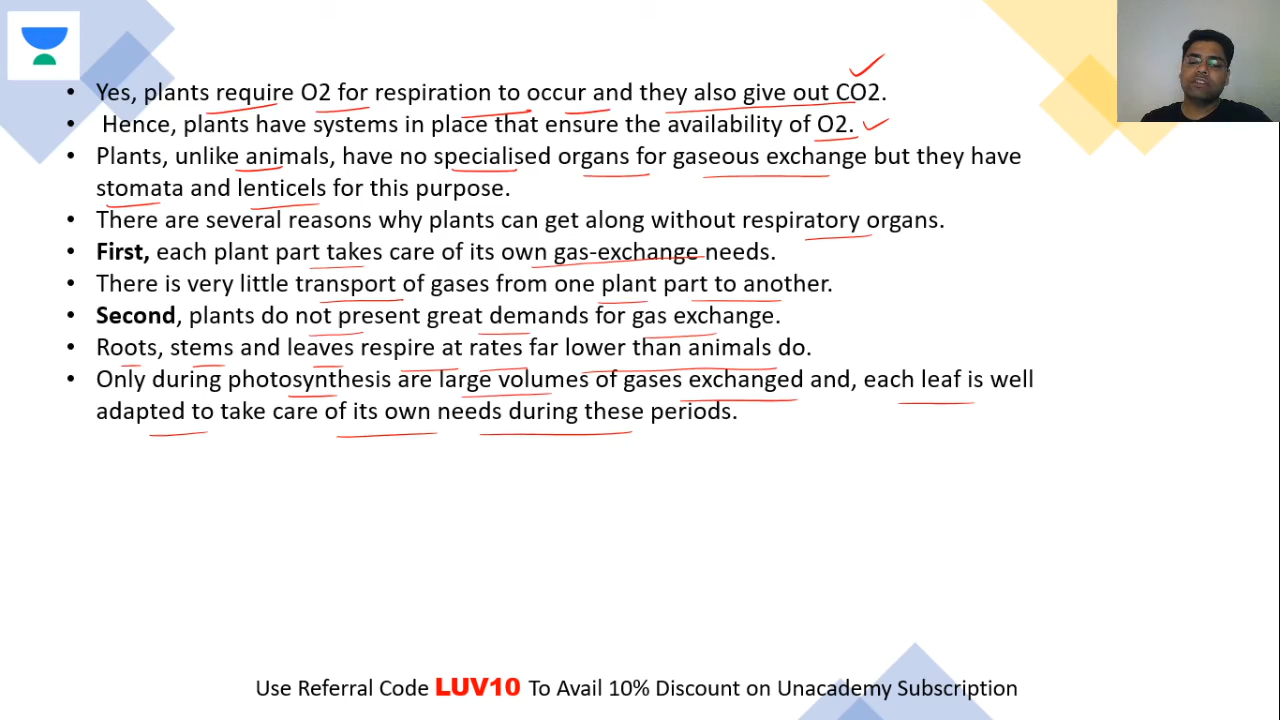 • Yes, plants require O2 for respiration to occur and they also give out CO2.
• Hence, plants have systems in place that ensure the availability of O2.
• Plants, unlike animals, have no specialised organs for gaseous exchange but they have
stomata and lenticels for this purpose.
• There are several reasons why plants can get along without respiratory organs.
• First, each plant part takes care of its own gas-exchange needs.
• There is very little transport of gases from one plant part to another.
• Second, plants do not present great demands for gas exchange.
• Roots, stems and leaves respire at rates far lower than animals do.
• Only during photosynthesis are large volumes of gases exchanged and, each leaf is well
adapted to take care of its own needs during these periods.
Use Referral Code LUV10 To Avail 10% Discount on Unacademy Subscription